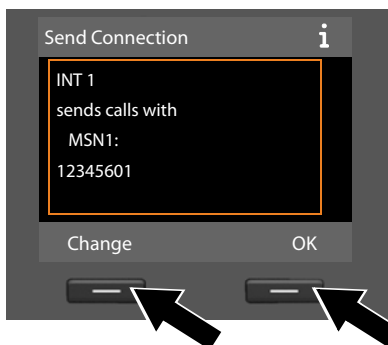 Send Connection i
INT 1
sends calls with
MSN1:
12345601
Change OK